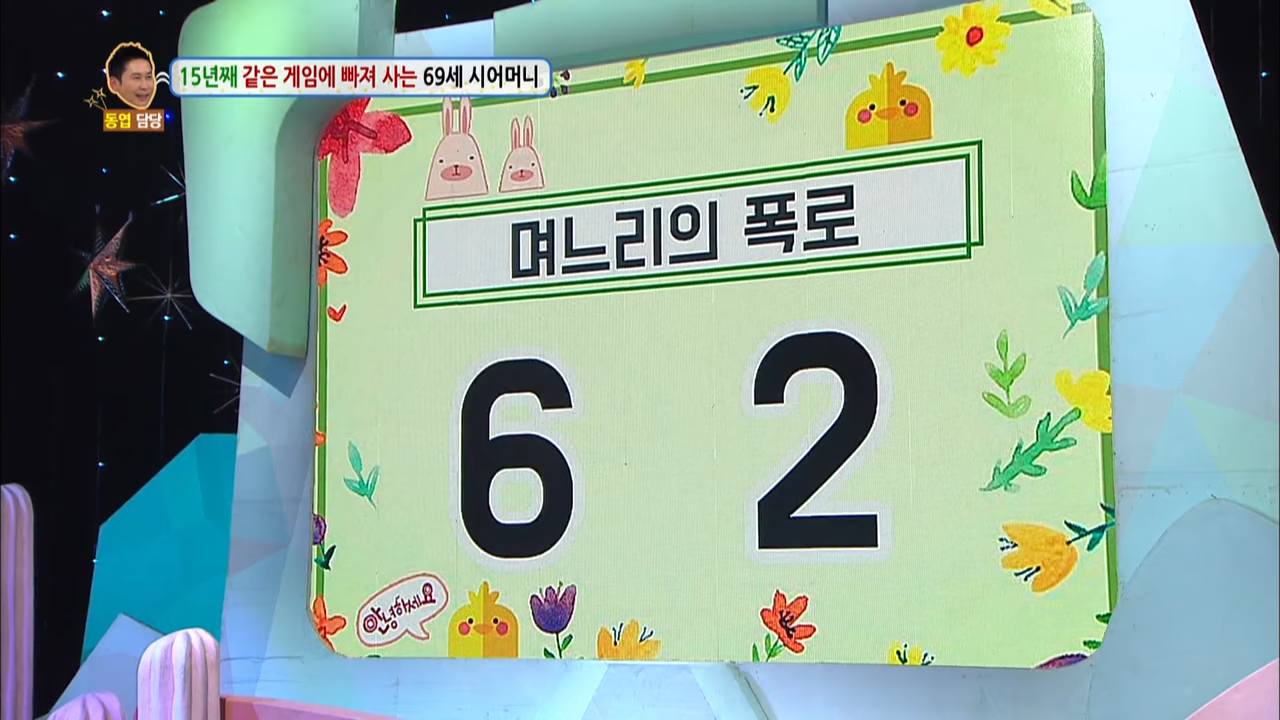 15년째 같은 게임에 빠져 사는 69세 시어머니
동엽 담당
며느리의 폭로
6 2
안녕하세요